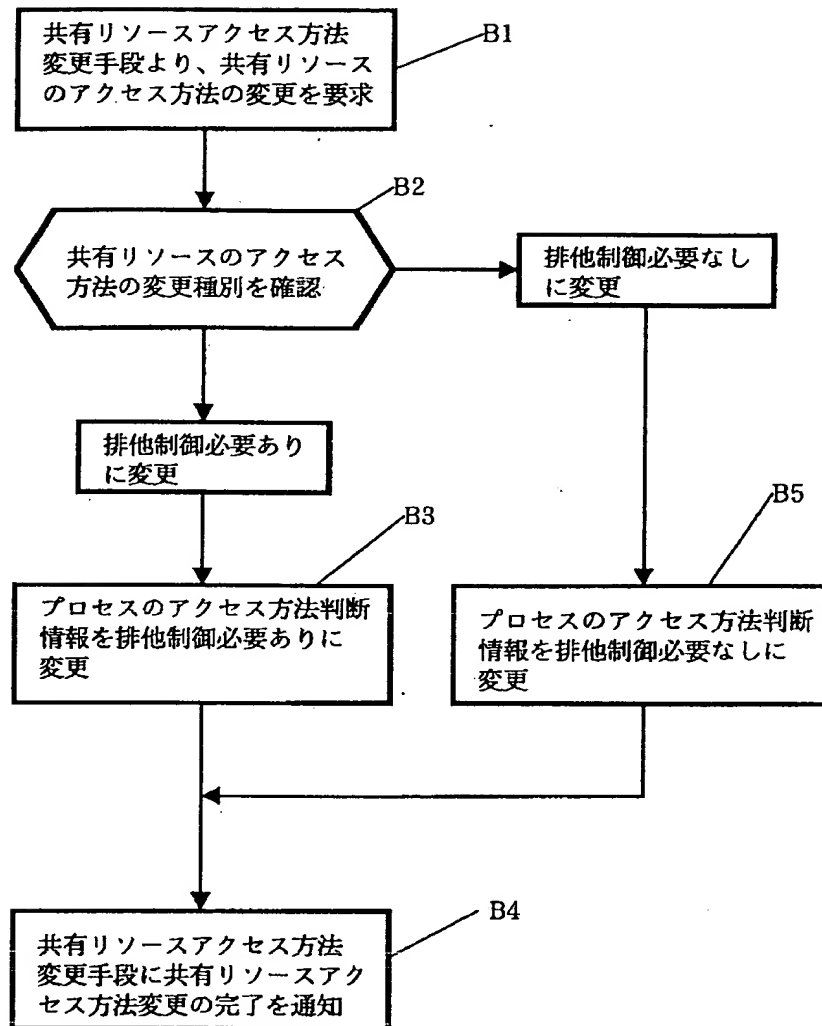 共有リソースアクセス方法
変更手段より、共有リソース
のアクセス方法の変更を要求
B1
B2
共有リソースのアクセス
方法の変更種別を確認
排他制御必要なし
に変更
排他制御必要あり
に変更
B3
B5
プロセスのアクセス方法判断
情報を排他制御必要ありに
変更
プロセスのアクセス方法判断
情報を排他制御必要なしに
変更
B4
共有リソースアクセス方法
変更手段に共有リソースアク
セス方法変更の完了を通知